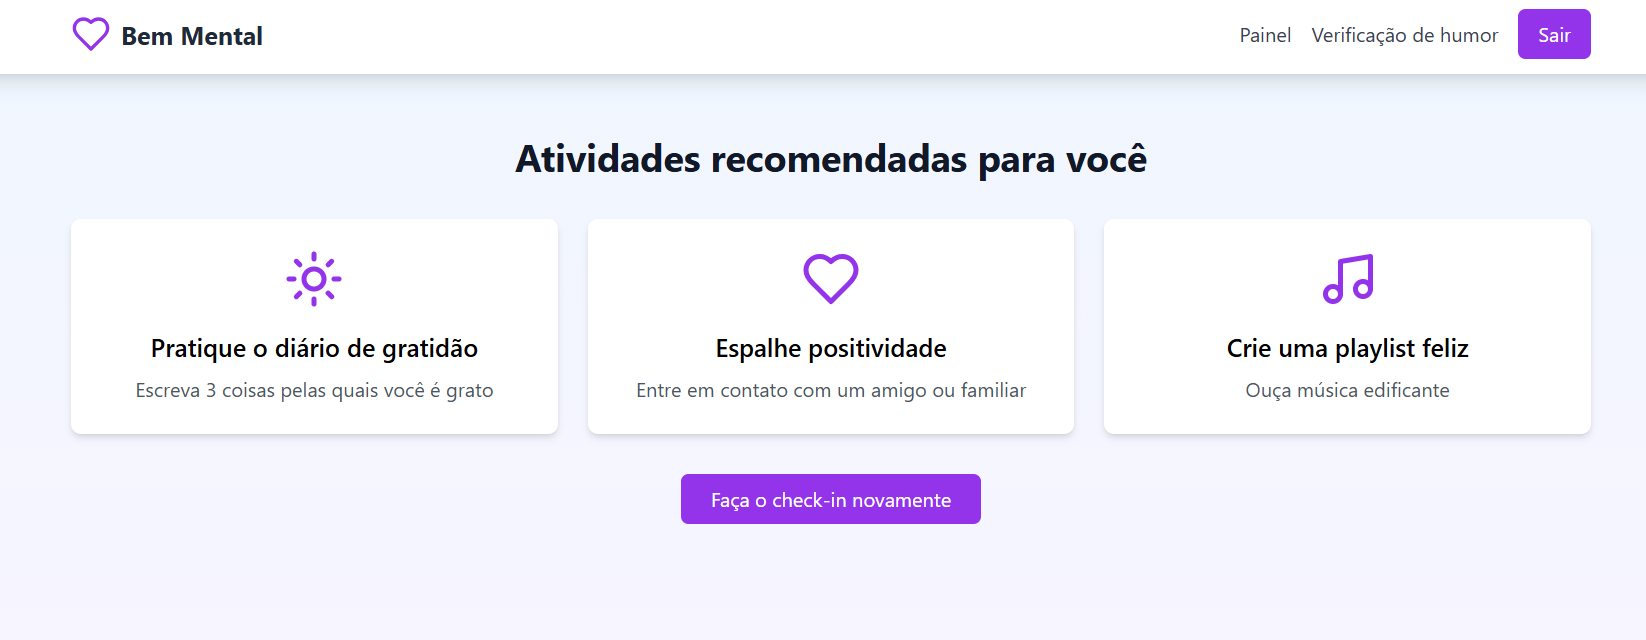 Bem Mental
Painel
Verificação de humor
Sair
Atividades recomendadas para você
Pratique o diário de gratidão
Escreva 3 coisas pelas quais você é grato
Espalhe positividade
Entre em contato com um amigo ou familiar
Crie uma playlist feliz
Ouça música edificante
Faça o check-in novamente